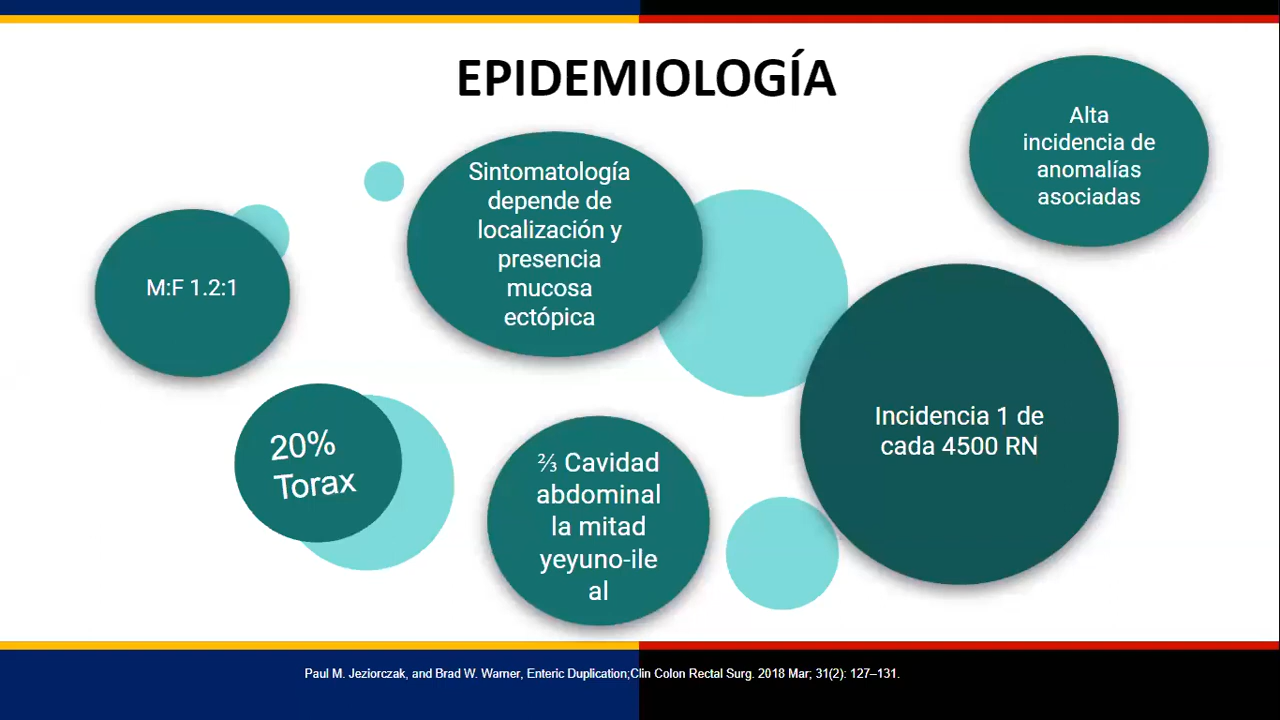 EPIDEMIOLOGÍA
Alta
incidencia de
anomalías
asociadas
Sintomatología
depende de
localización y
presencia
mucosa
ectópica
M:F 1.2:1
Incidencia 1 de
cada 4500 RN
20%
Torax
⅔ Cavidad
abdominal
la mitad
yeyuno-ile
al
Paul M. Jeziorczak, and Brad W. Warner, Enteric Duplication;Clin Colon Rectal Surg. 2018 Mar; 31(2): 127–131.